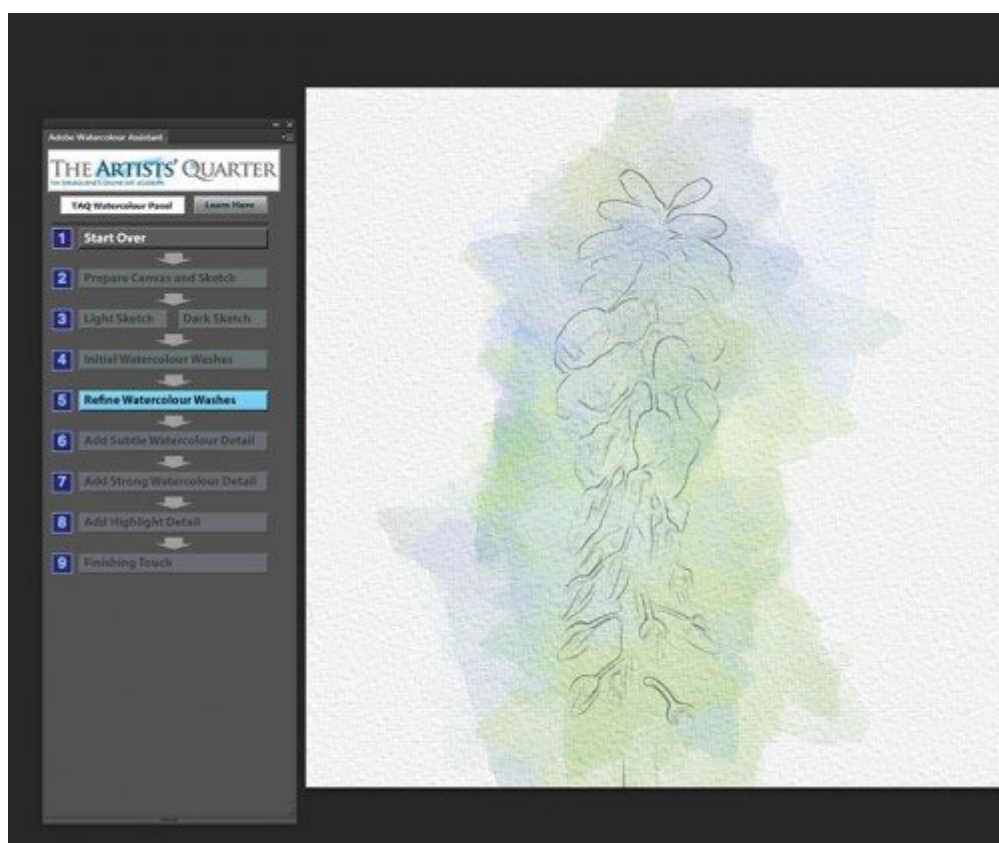 Adobe Watercolour Assistant
THE ARTISTS' QUARTER
TAQ Watercolour Panel Learn More
1 Start Over
2 Prepare Canvas and Sketch
3 Light Sketch Dark Sketch
4 Initial Watercolour Washes
5 Refine Watercolour Washes
6 Add Subtle Watercolour Detail
7 Add Strong Watercolour Detail
8 Add Highlight Detail
9 Finishing Touch